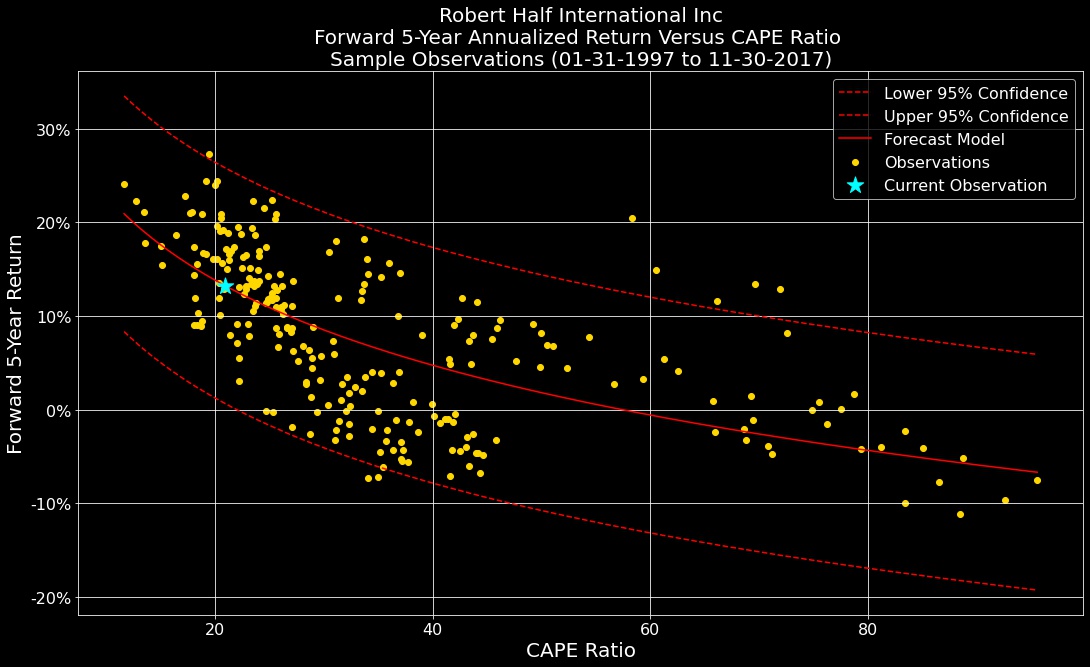 Robert Half International Inc
Forward 5-Year Annualized Return Versus CAPE Ratio
Sample Observations (01-31-1997 to 11-30-2017)
Lower 95% Confidence
Upper 95% Confidence
Forecast Model
Observations
Current Observation
Forward 5-Year Return
30%
20%
10%
0%
-10%
-20%
20 40 60 80
CAPE Ratio